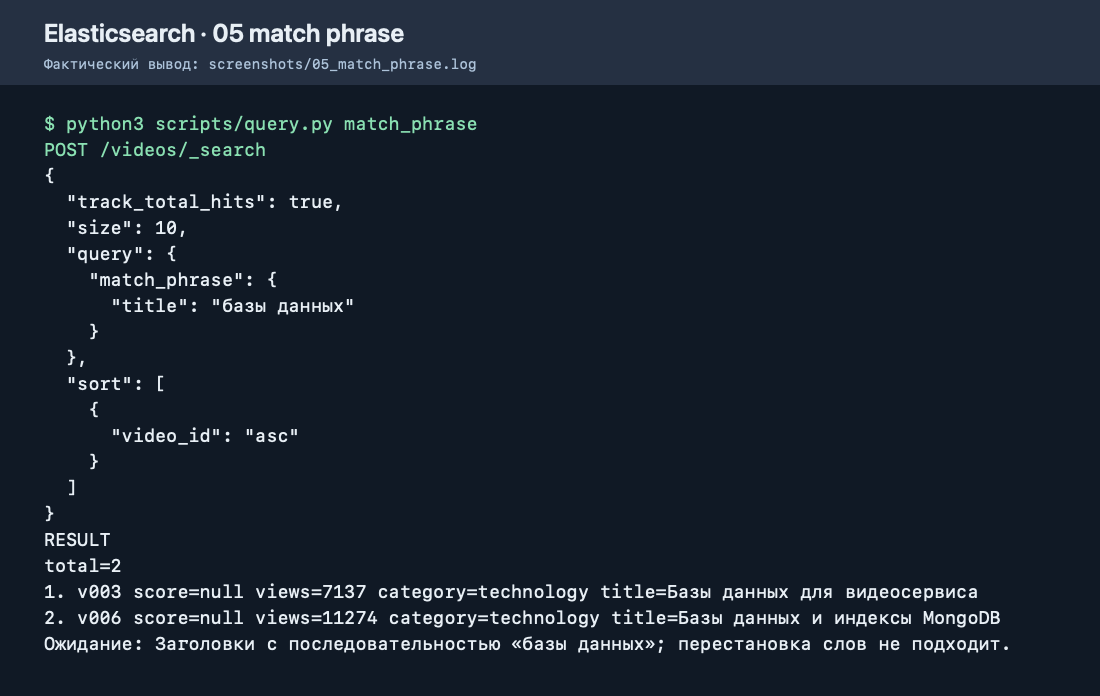 Elasticsearch · 05 match phrase
Фактический вывод: screenshots/05_match_phrase.log
$ python3 scripts/query.py match_phrase
POST /videos/_search
{
  "track_total_hits": true,
  "size": 10,
  "query": {
    "match_phrase": {
      "title": "базы данных"
    }
  },
  "sort": [
    {
      "video_id": "asc"
    }
  ]
}
RESULT
total=2
1. v003 score=null views=7137 category=technology title=Базы данных для видеосервиса
2. v006 score=null views=11274 category=technology title=Базы данных и индексы MongoDB
Ожидание: Заголовки с последовательностью «базы данных»; перестановка слов не подходит.